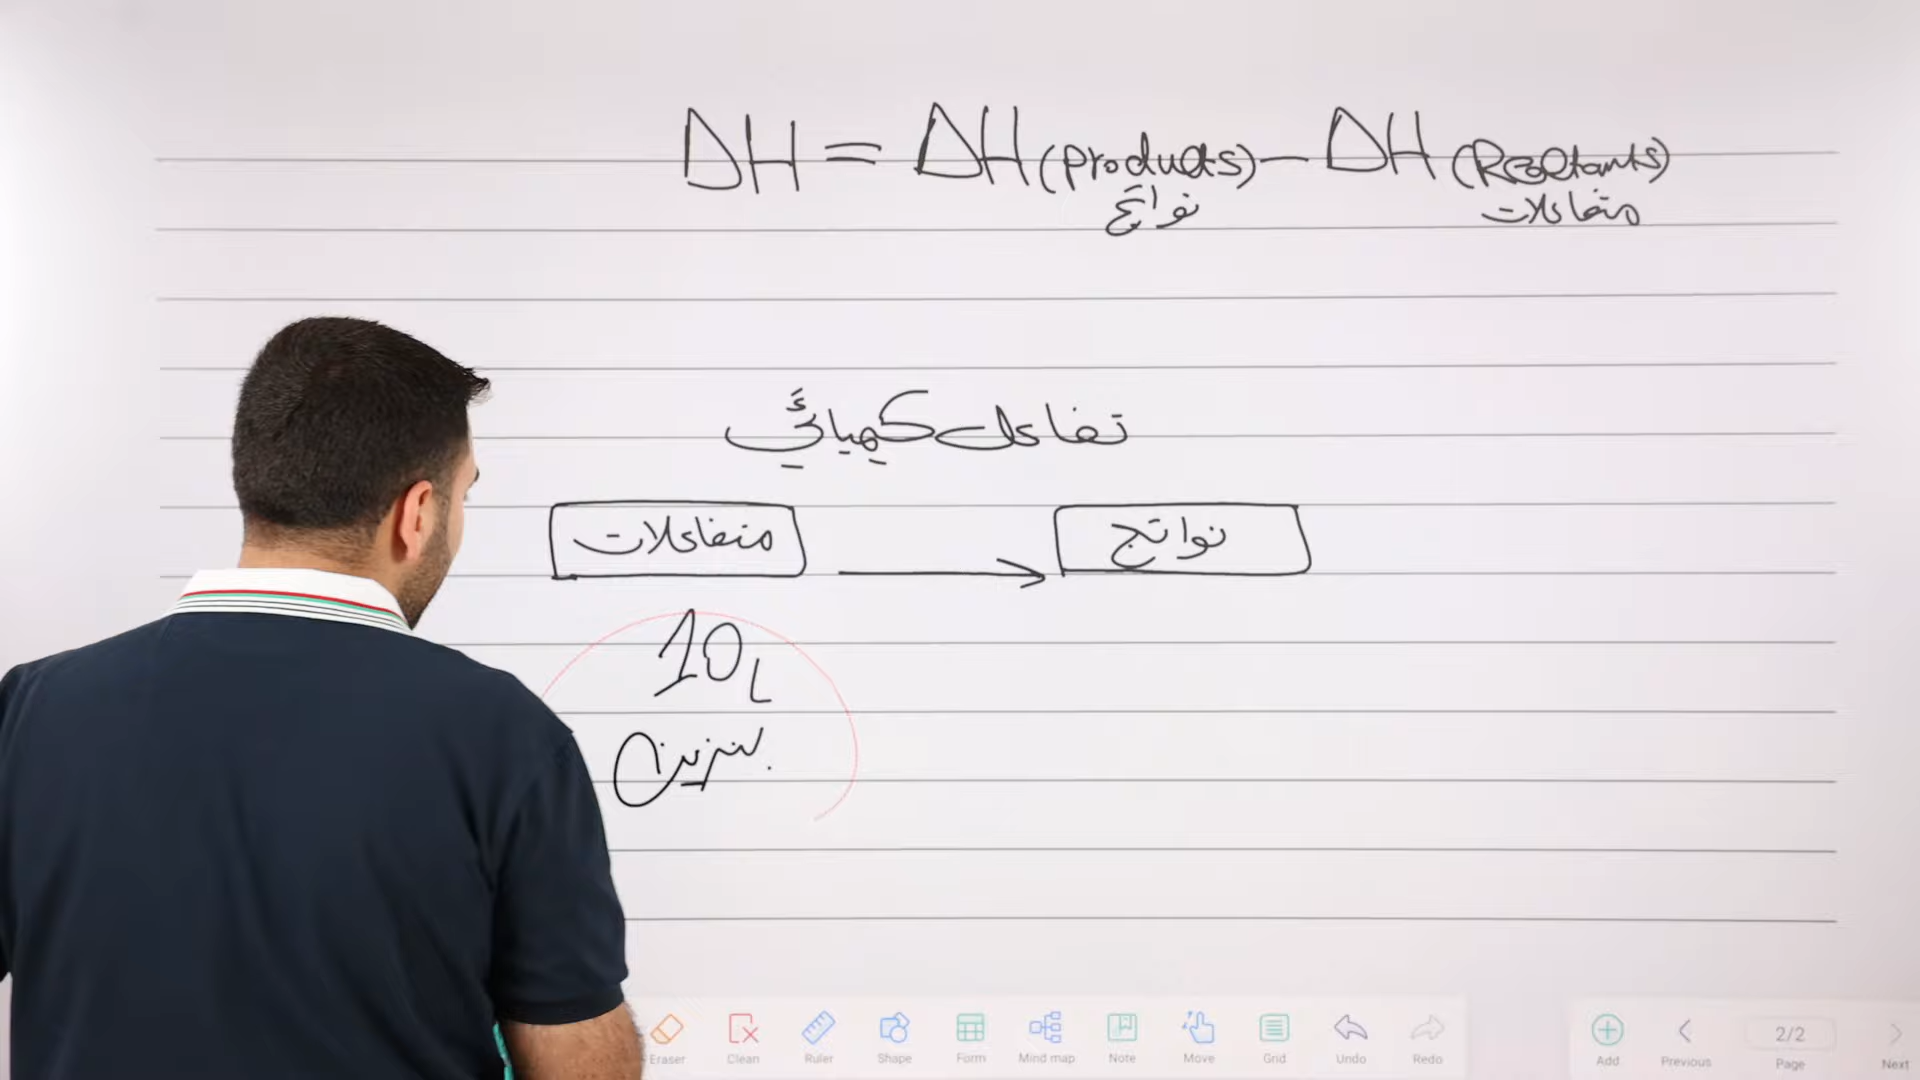 ΔH = ΔH (Products) - ΔH (Reactants)
نواتج متفاعلات
تفاعل كيميائي
متفاعلات → نواتج
10 L
بنزين
Eraser Clean Ruler Shape Form Mind map Note Move Grid Undo Redo Add Previous 2/2 Page Next